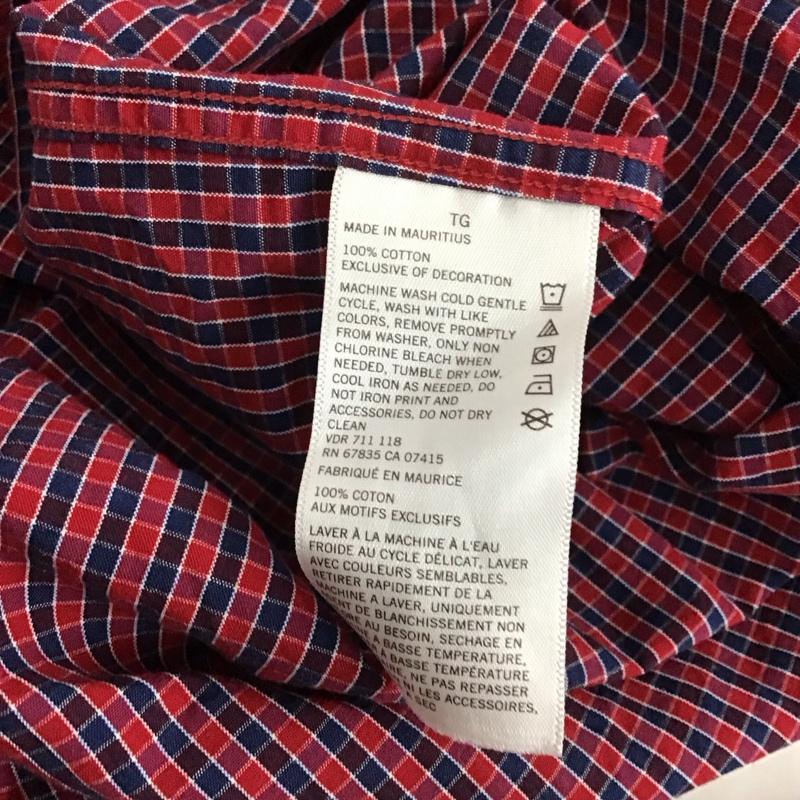 TG
MADE IN MAURITIUS
100% COTTON
EXCLUSIVE OF DECORATION
MACHINE WASH COLD GENTLE
CYCLE, WASH WITH LIKE
COLORS, REMOVE PROMPTLY
FROM WASHER, ONLY NON
CHLORINE BLEACH WHEN
NEEDED, TUMBLE DRY LOW,
COOL IRON AS NEEDED, DO
NOT IRON PRINT AND
ACCESSORIES, DO NOT DRY
CLEAN
VDR 711 118
RN 67835 CA 07415
FABRIQUÉ EN MAURICE
100% COTON
AUX MOTIFS EXCLUSIFS
LAVER À LA MACHINE À L'EAU
FROIDE AU CYCLE DÉLICAT, LAVER
AVEC COULEURS SEMBLABLES,
RETIRER RAPIDEMENT DE LA
MACHINE A LAVER, UNIQUEMENT
DE BLANCHISSEMENT NON
AU BESOIN, SECHAGE EN
A BASSE TEMPERATURE,
BASSE TEMPÉRATURE
NE PAS REPASSER
NI LES ACCESSOIRES,
SEC